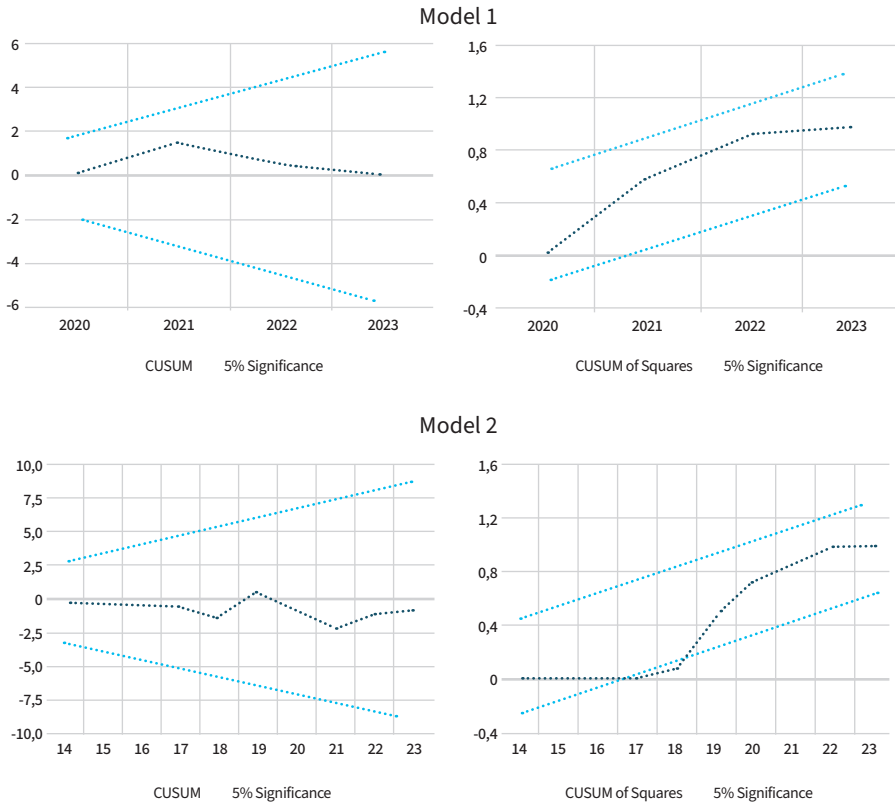 Model 1
6
4
2
0
-2
-4
-6
2020 2021 2022 2023
CUSUM 5% Significance
1,6
1,2
0,8
0,4
0
-0,4
2020 2021 2022 2023
CUSUM of Squares 5% Significance
Model 2
10,0
7,5
5,0
2,5
0
-2,5
-5,0
-7,5
-10,0
14 15 16 17 18 19 20 21 22 23
CUSUM 5% Significance
1,6
1,2
0,8
0,4
0
-0,4
14 15 16 17 18 19 20 21 22 23
CUSUM of Squares 5% Significance